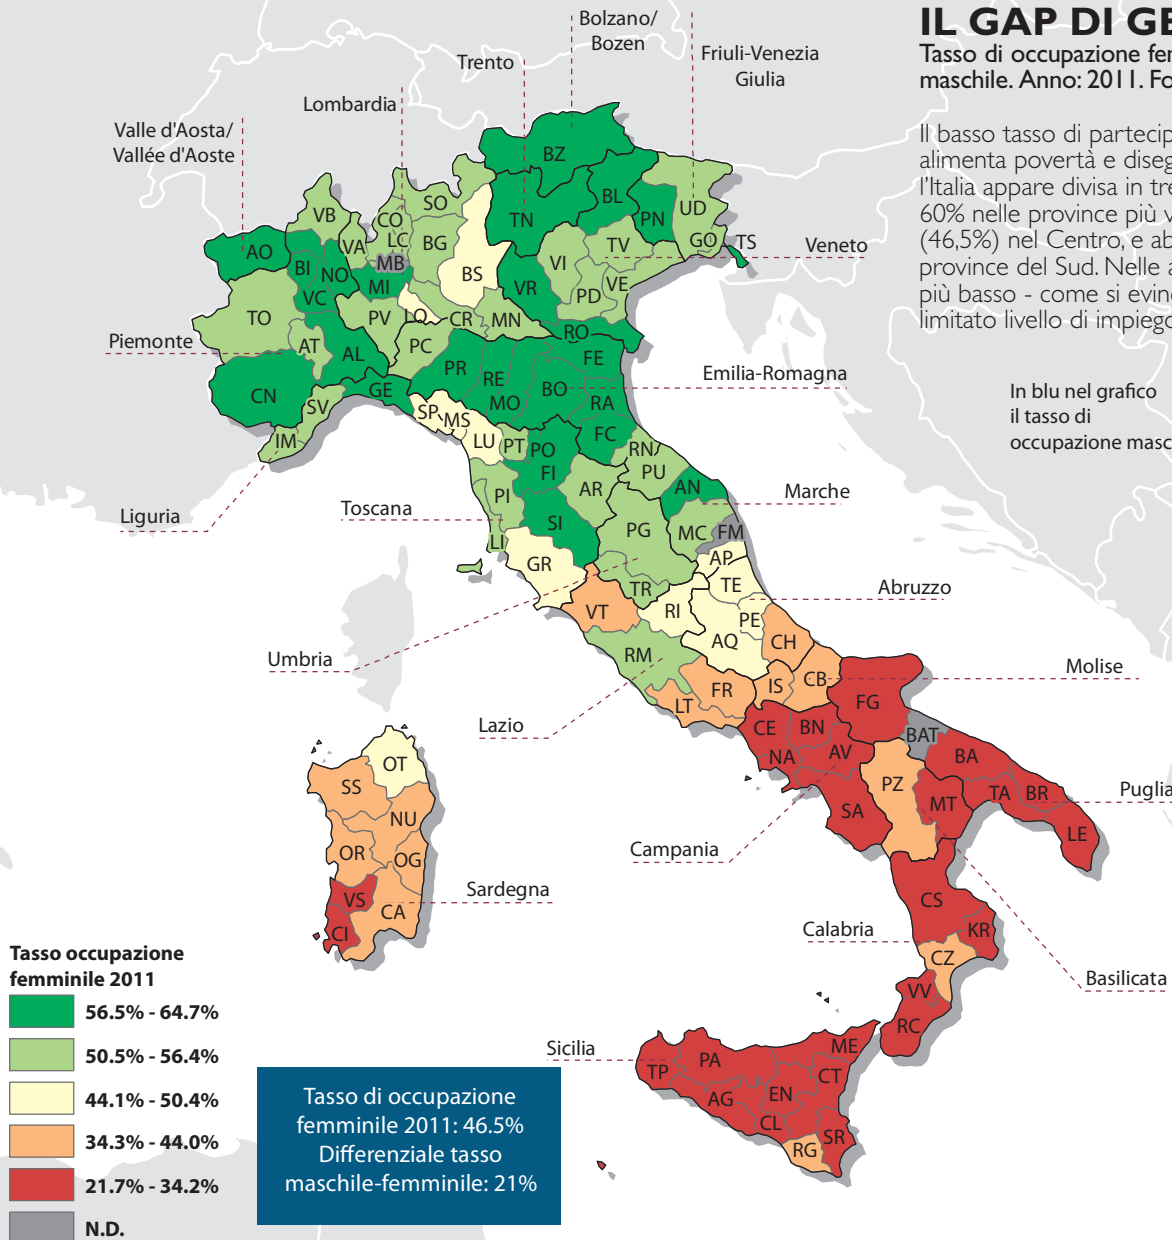 IL GAP DI GE
Tasso di occupazione fem
maschile. Anno: 2011. Fo
Il basso tasso di partecip
alimenta povertà e diseg
l'Italia appare divisa in tre
60% nelle province più v
(46,5%) nel Centro, e ab
province del Sud. Nelle a
più basso - come si evinc
limitato livello di impiego
In blu nel grafico
il tasso di
occupazione masc
Bolzano/
Bozen
Friuli-Venezia
Giulia
Trento
Lombardia
Valle d'Aosta/
Vallée d'Aoste
Veneto
Piemonte
Emilia-Romagna
Liguria
Toscana
Marche
Abruzzo
Umbria
Molise
Lazio
Puglia
Campania
Sardegna
Calabria
Basilicata
Sicilia
BZ
BL
TN
PN
UD
GO
TS
SO
VB
CO
LC
VA
BG
TV
VI
AO
BI
NO
MB
BS
VE
PD
VR
MI
VC
TO
PV
LO
CR
MN
RO
AT
AL
PC
PR
RE
FE
CN
GE
MO
BO
RA
SV
SP
MS
IM
LU
PT
PO
FC
RN
FI
PU
PI
AR
AN
SI
PG
MC
FM
LI
GR
AP
TE
TR
VT
RI
PE
AQ
CH
RM
IS
CB
FR
LT
FG
CE
BN
BAT
NA
AV
BA
OT
PZ
SS
TA
BR
MT
SA
NU
LE
OR
OG
VS
CA
CS
CI
KR
CZ
VV
RC
ME
PA
TP
CT
EN
AG
CL
SR
RG
Tasso occupazione
femminile 2011
56.5% - 64.7%
50.5% - 56.4%
44.1% - 50.4%
34.3% - 44.0%
21.7% - 34.2%
N.D.
Tasso di occupazione
femminile 2011: 46.5%
Differenziale tasso
maschile-femminile: 21%